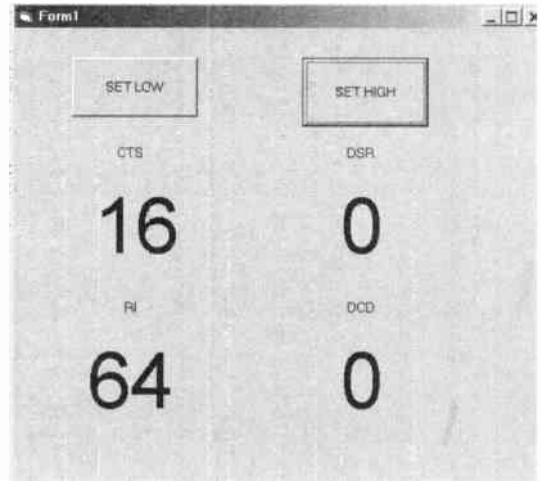 Form1
SET LOW
SET HIGH
CTS
DSR
16
0
RI
DCD
64
0